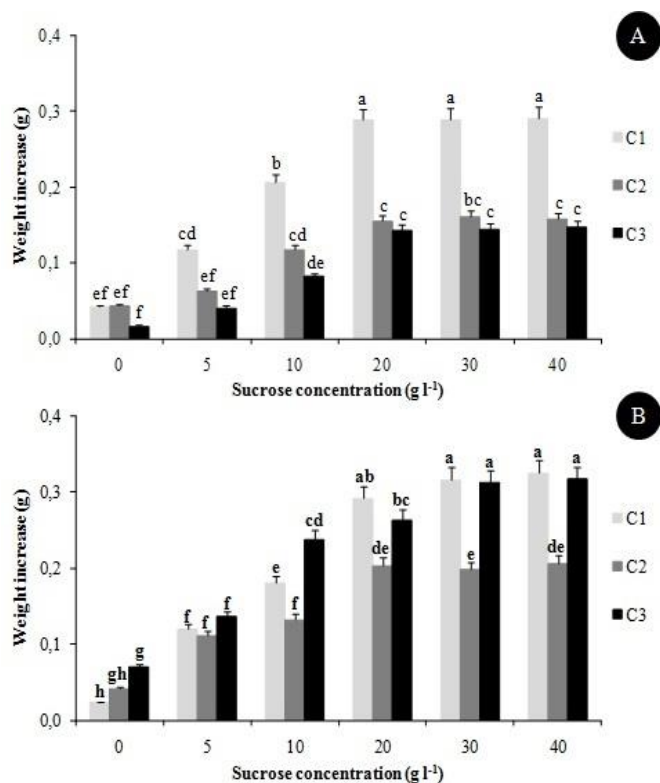 A
0,4
0,3
0,2
0,1
0,0
Weight increase (g)
a a a
b
cd cd de
c c bc c c c
ef ef f ef ef
0 5 10 20 30 40
Sucrose concentration (g l-1)
C1
C2
C3
B
0,4
0,3
0,2
0,1
0,0
Weight increase (g)
h gh g
f f f
e f cd
ab de bc
a e a
a de a
0 5 10 20 30 40
Sucrose concentration (g l-1)
C1
C2
C3